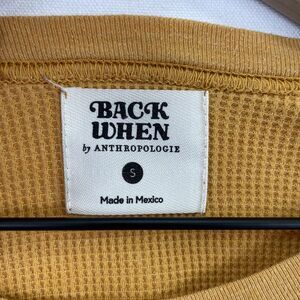 BACK
WHEN
by ANTHROPOLOGIE
S
Made in Mexico